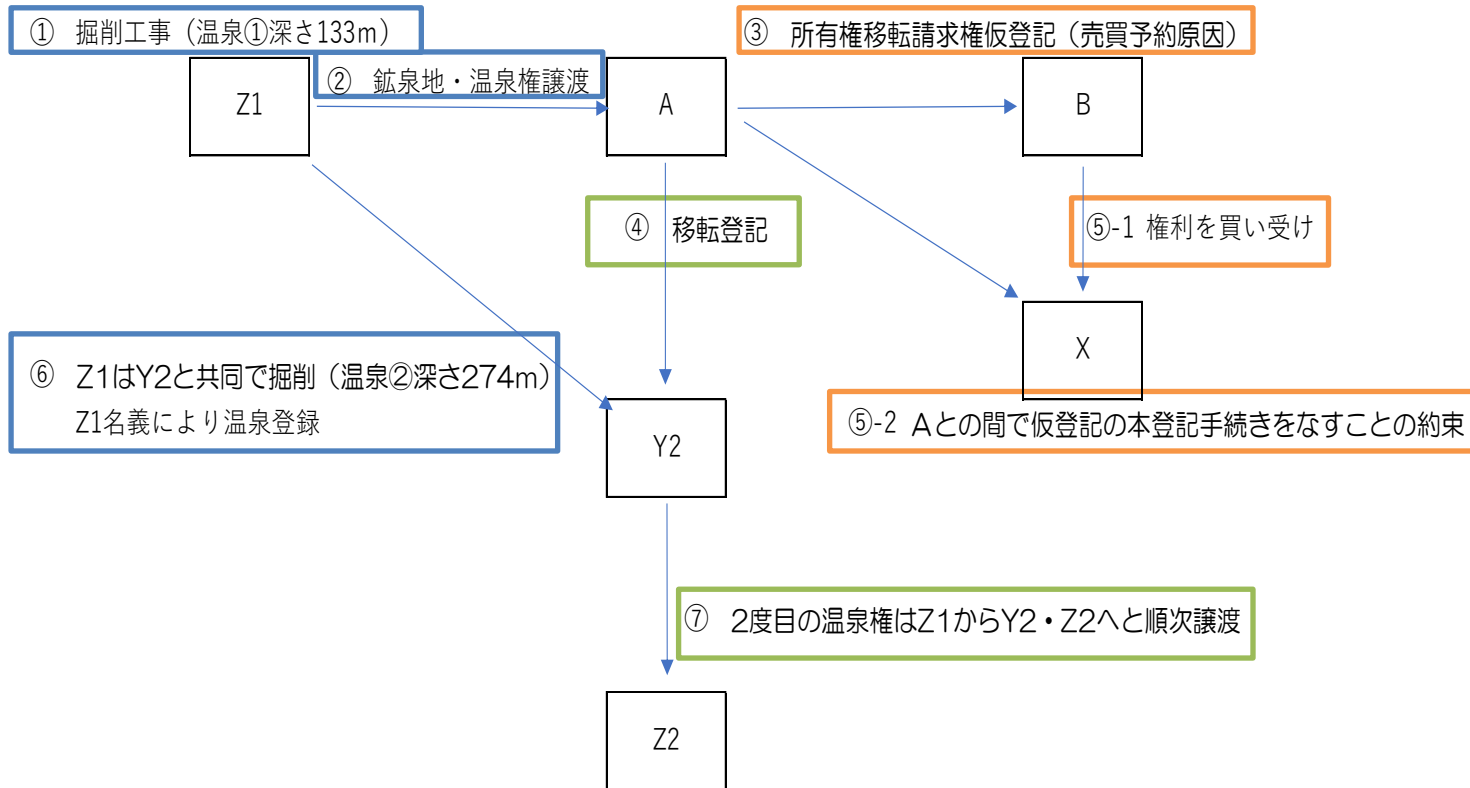 ① 掘削工事（温泉①深さ133m）
③ 所有権移転請求権仮登記（売買予約原因）
② 鉱泉地・温泉権譲渡
Z1
A
B
④ 移転登記
⑤-1 権利を買い受け
X
⑥ Z1はY2と共同で掘削（温泉②深さ274m）
Z1名義により温泉登録
⑤-2 Aとの間で仮登記の本登記手続きをなすことの約束
Y2
⑦ 2度目の温泉権はZ1からY2・Z2へと順次譲渡
Z2